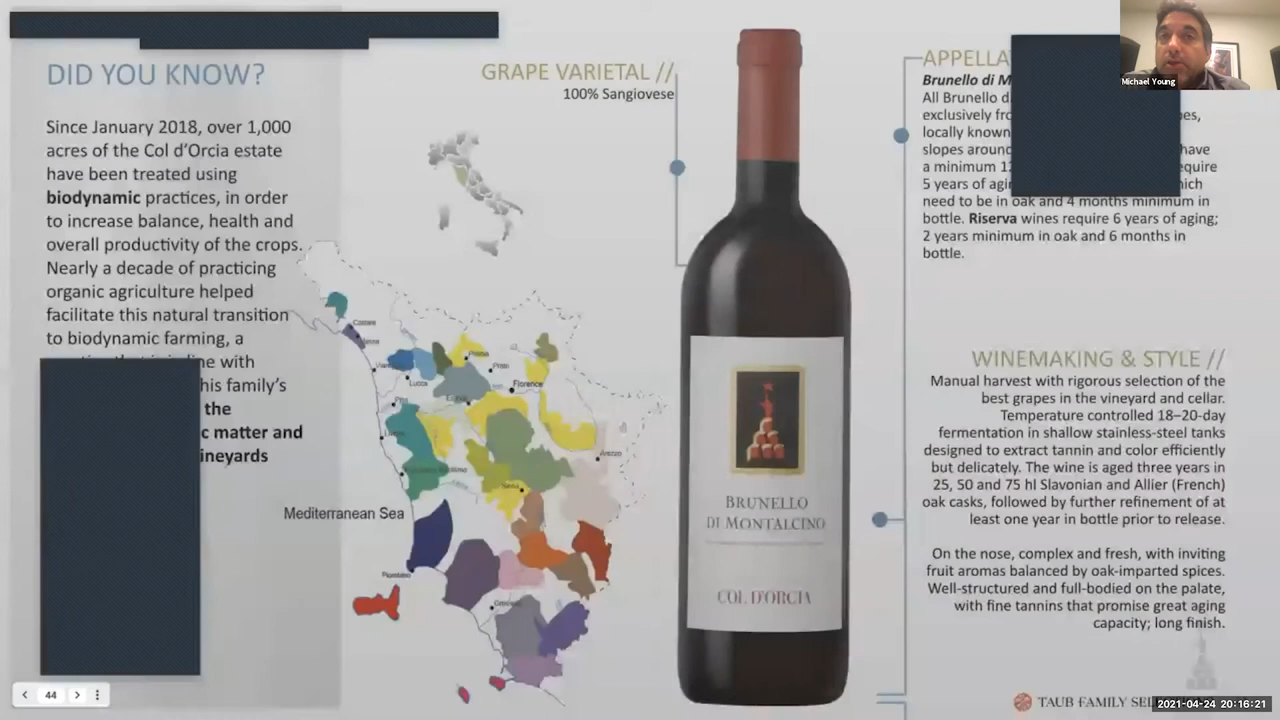 DID YOU KNOW?
Since January 2018, over 1,000
acres of the Col d'Orcia estate
have been treated using
biodynamic practices, in order
to increase balance, health and
overall productivity of the crops.
Nearly a decade of practicing
organic agriculture helped
facilitate this natural transition
to biodynamic farming, a
with
his family's
the
matter and
ineyards
44
GRAPE VARIETAL //
100% Sangiovese
Lucca
Prato
Florence
Arezzo
Siena
Piombino
Mediterranean Sea
BRUNELLO
DI MONTALCINO
COL D'ORCIA
Michael Young
APPELLA
Brunello di M
All Brunello d
exclusively fro es,
locally known
slopes around have
a minimum 1 equire
5 years of agi hich
need to be in oak and 4 months minimum in
bottle. Riserva wines require 6 years of aging;
2 years minimum in oak and 6 months in
bottle.
WINEMAKING & STYLE //
Manual harvest with rigorous selection of the
best grapes in the vineyard and cellar.
Temperature controlled 18–20-day
fermentation in shallow stainless-steel tanks
designed to extract tannin and color efficiently
but delicately. The wine is aged three years in
25, 50 and 75 hl Slavonian and Allier (French)
oak casks, followed by further refinement of at
least one year in bottle prior to release.
On the nose, complex and fresh, with inviting
fruit aromas balanced by oak-imparted spices.
Well-structured and full-bodied on the palate,
with fine tannins that promise great aging
capacity; long finish.
TAUB FAMILY SE
2021-04-24 20:16:21